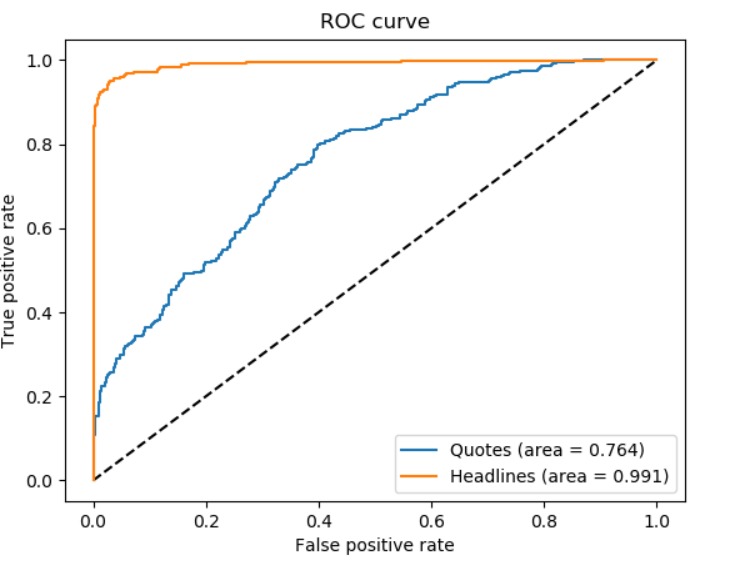 ROC curve
True positive rate
1.0
0.8
0.6
0.4
0.2
0.0
Quotes (area = 0.764)
Headlines (area = 0.991)
0.0 0.2 0.4 0.6 0.8 1.0
False positive rate